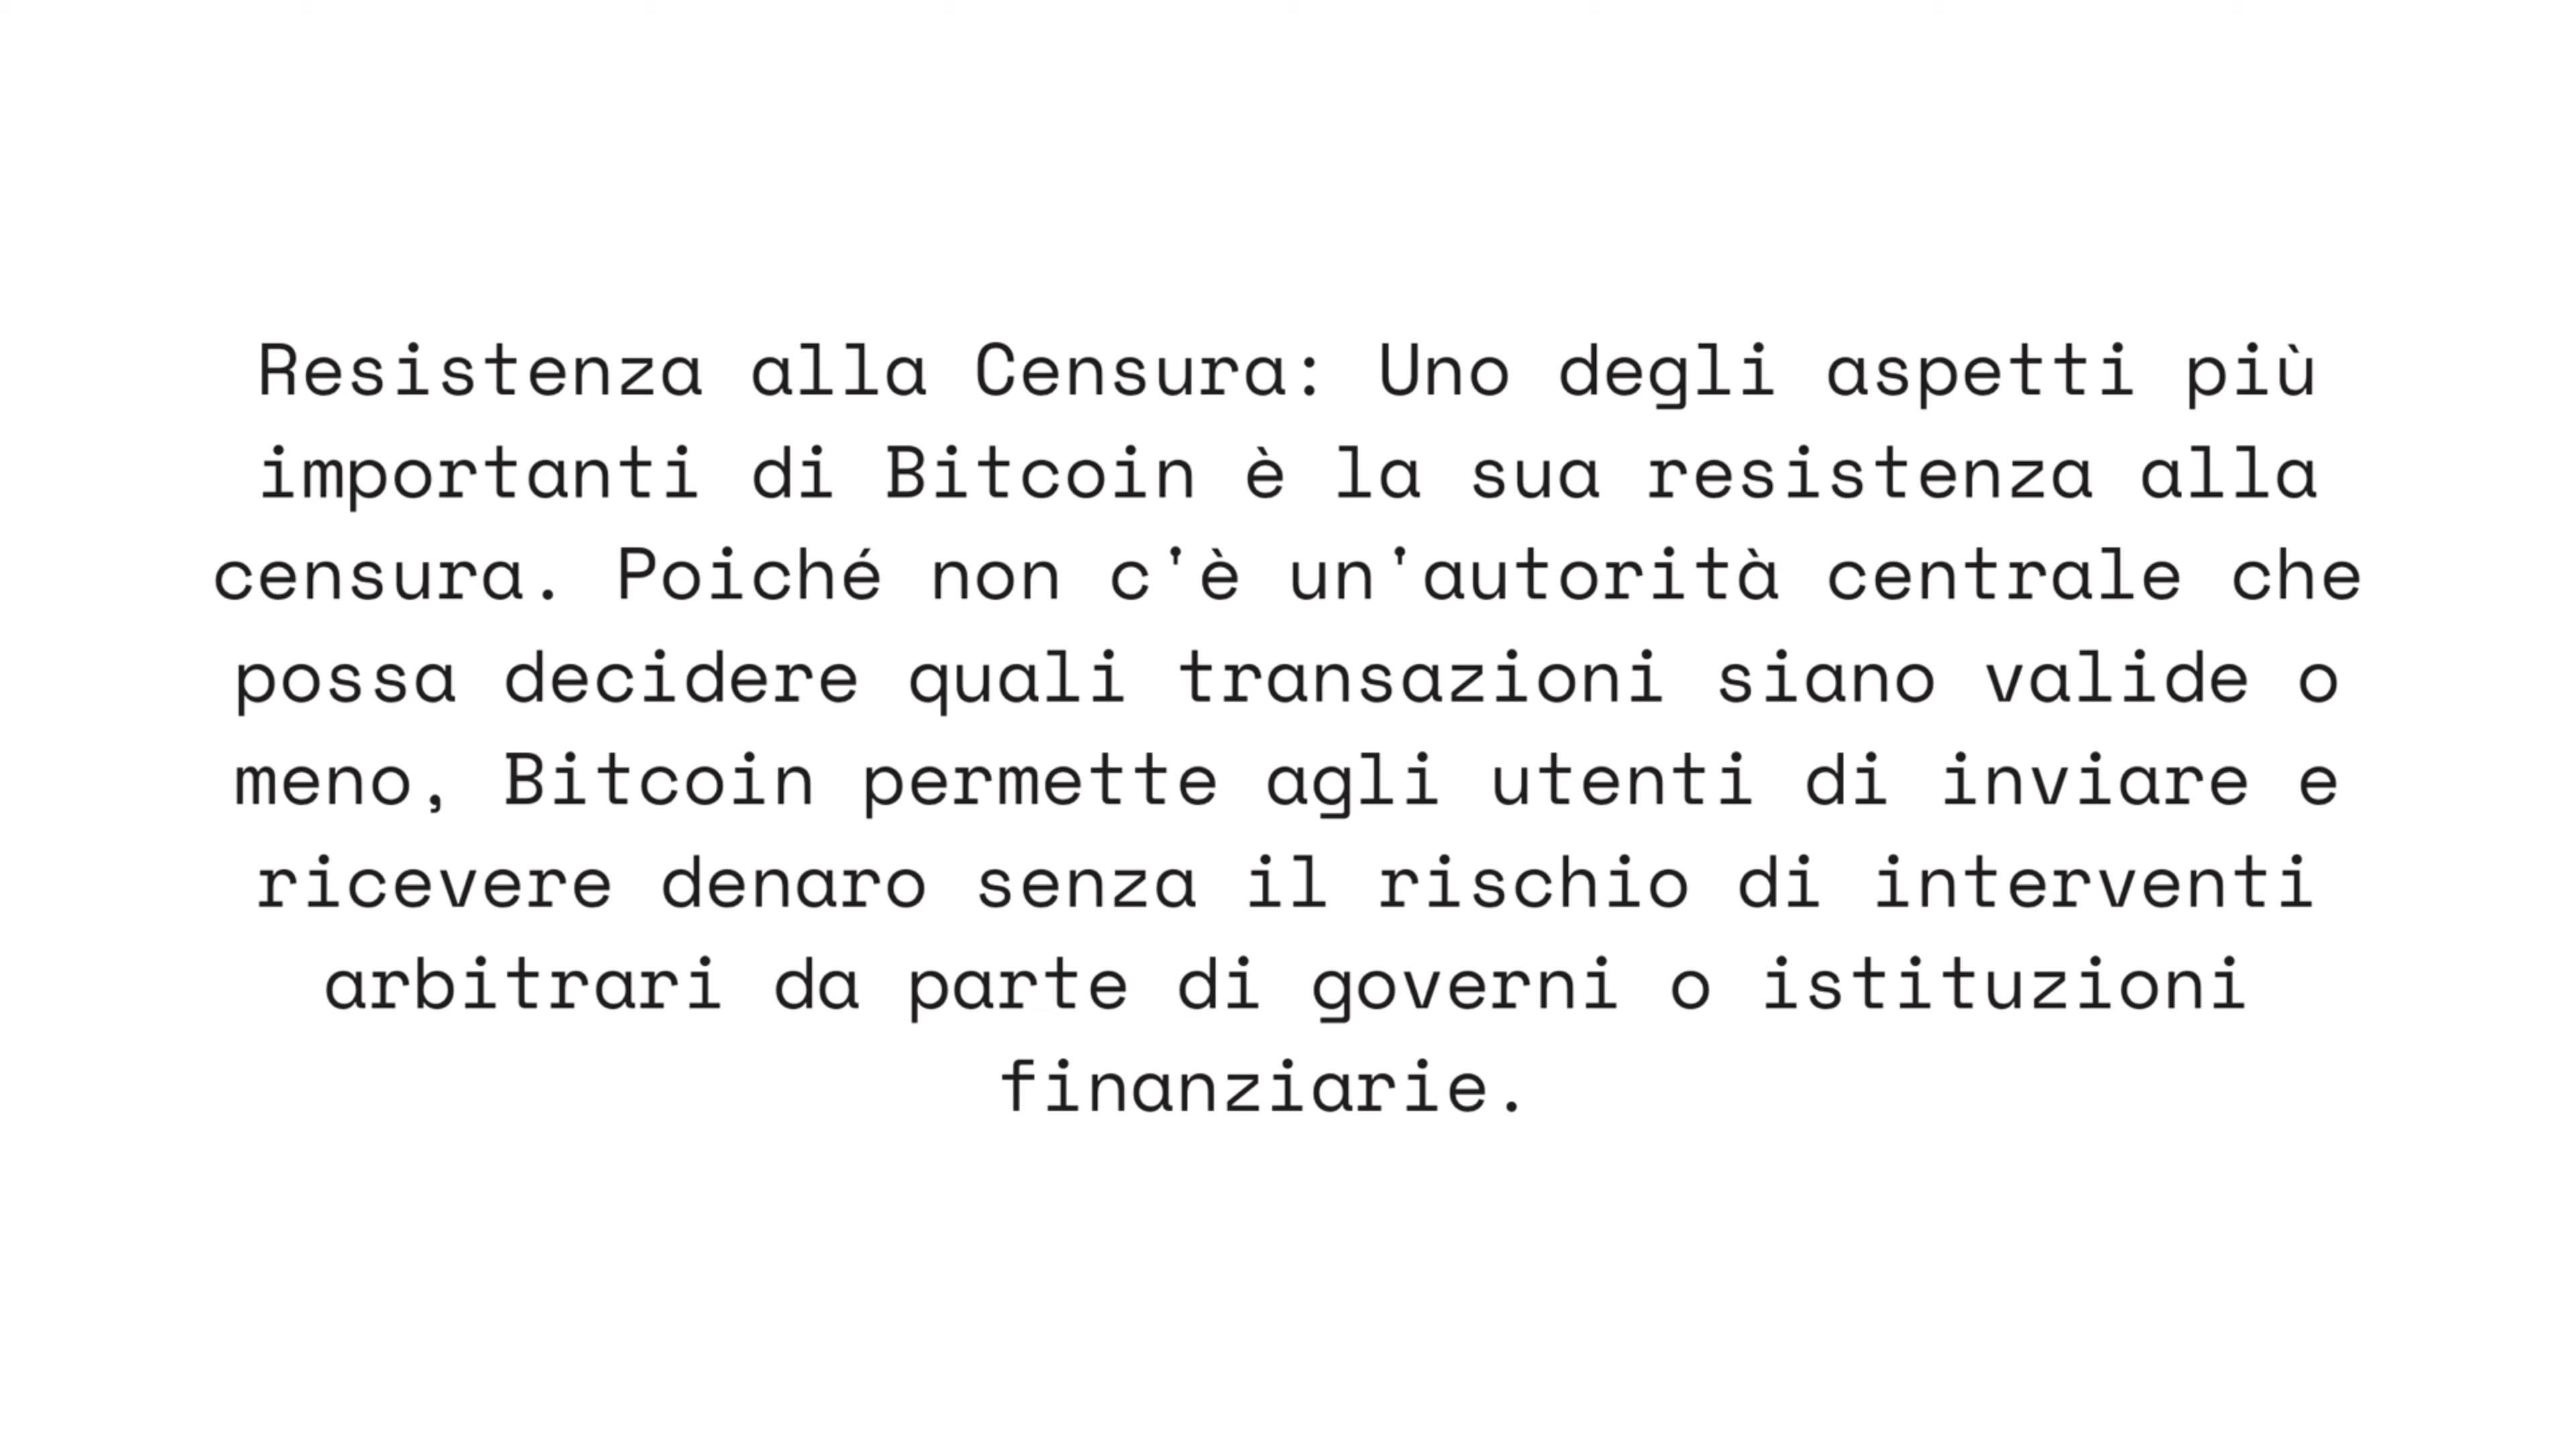 Resistenza alla Censura: Uno degli aspetti più
importanti di Bitcoin è la sua resistenza alla
censura. Poiché non c'è un'autorità centrale che
possa decidere quali transazioni siano valide o
meno, Bitcoin permette agli utenti di inviare e
ricevere denaro senza il rischio di interventi
arbitrari da parte di governi o istituzioni
finanziarie.